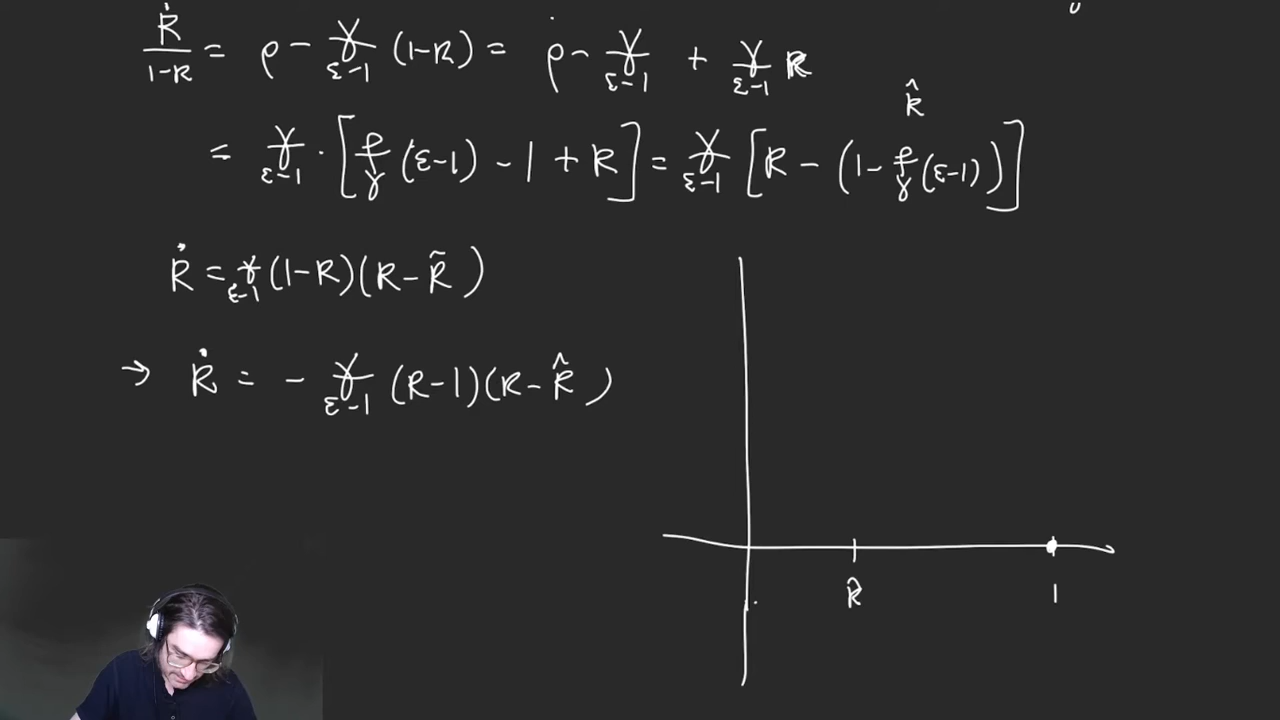 Ṙ/(1-R) = ρ - γ/(ε-1) (1-R) = ρ - γ/(ε-1) + γ/(ε-1) R
= γ/(ε-1) · [ρ/γ (ε-1) - 1 + R] = γ/(ε-1) [R - (1 - ρ/γ (ε-1))]
R̂
Ṙ = γ/(ε-1) (1-R)(R - R̃)
→ Ṙ = - γ/(ε-1) (R-1)(R - R̂)
R̂ 1